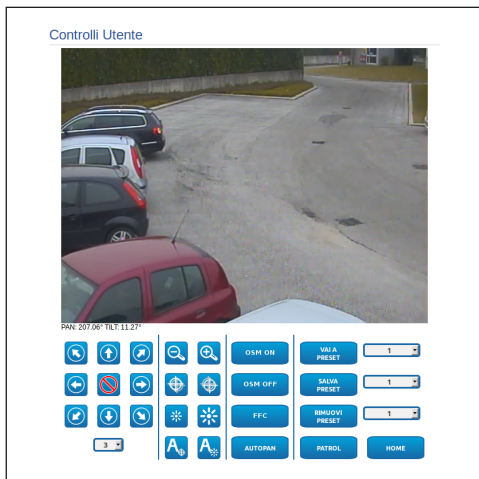 Controlli Utente
PAN: 207.06° TILT: 11.27°
OSM ON
VAI A
PRESET
1
OSM OFF
SALVA
PRESET
1
FFC
RIMUOVI
PRESET
1
3
A
A
AUTOPAN
PATROL
HOME